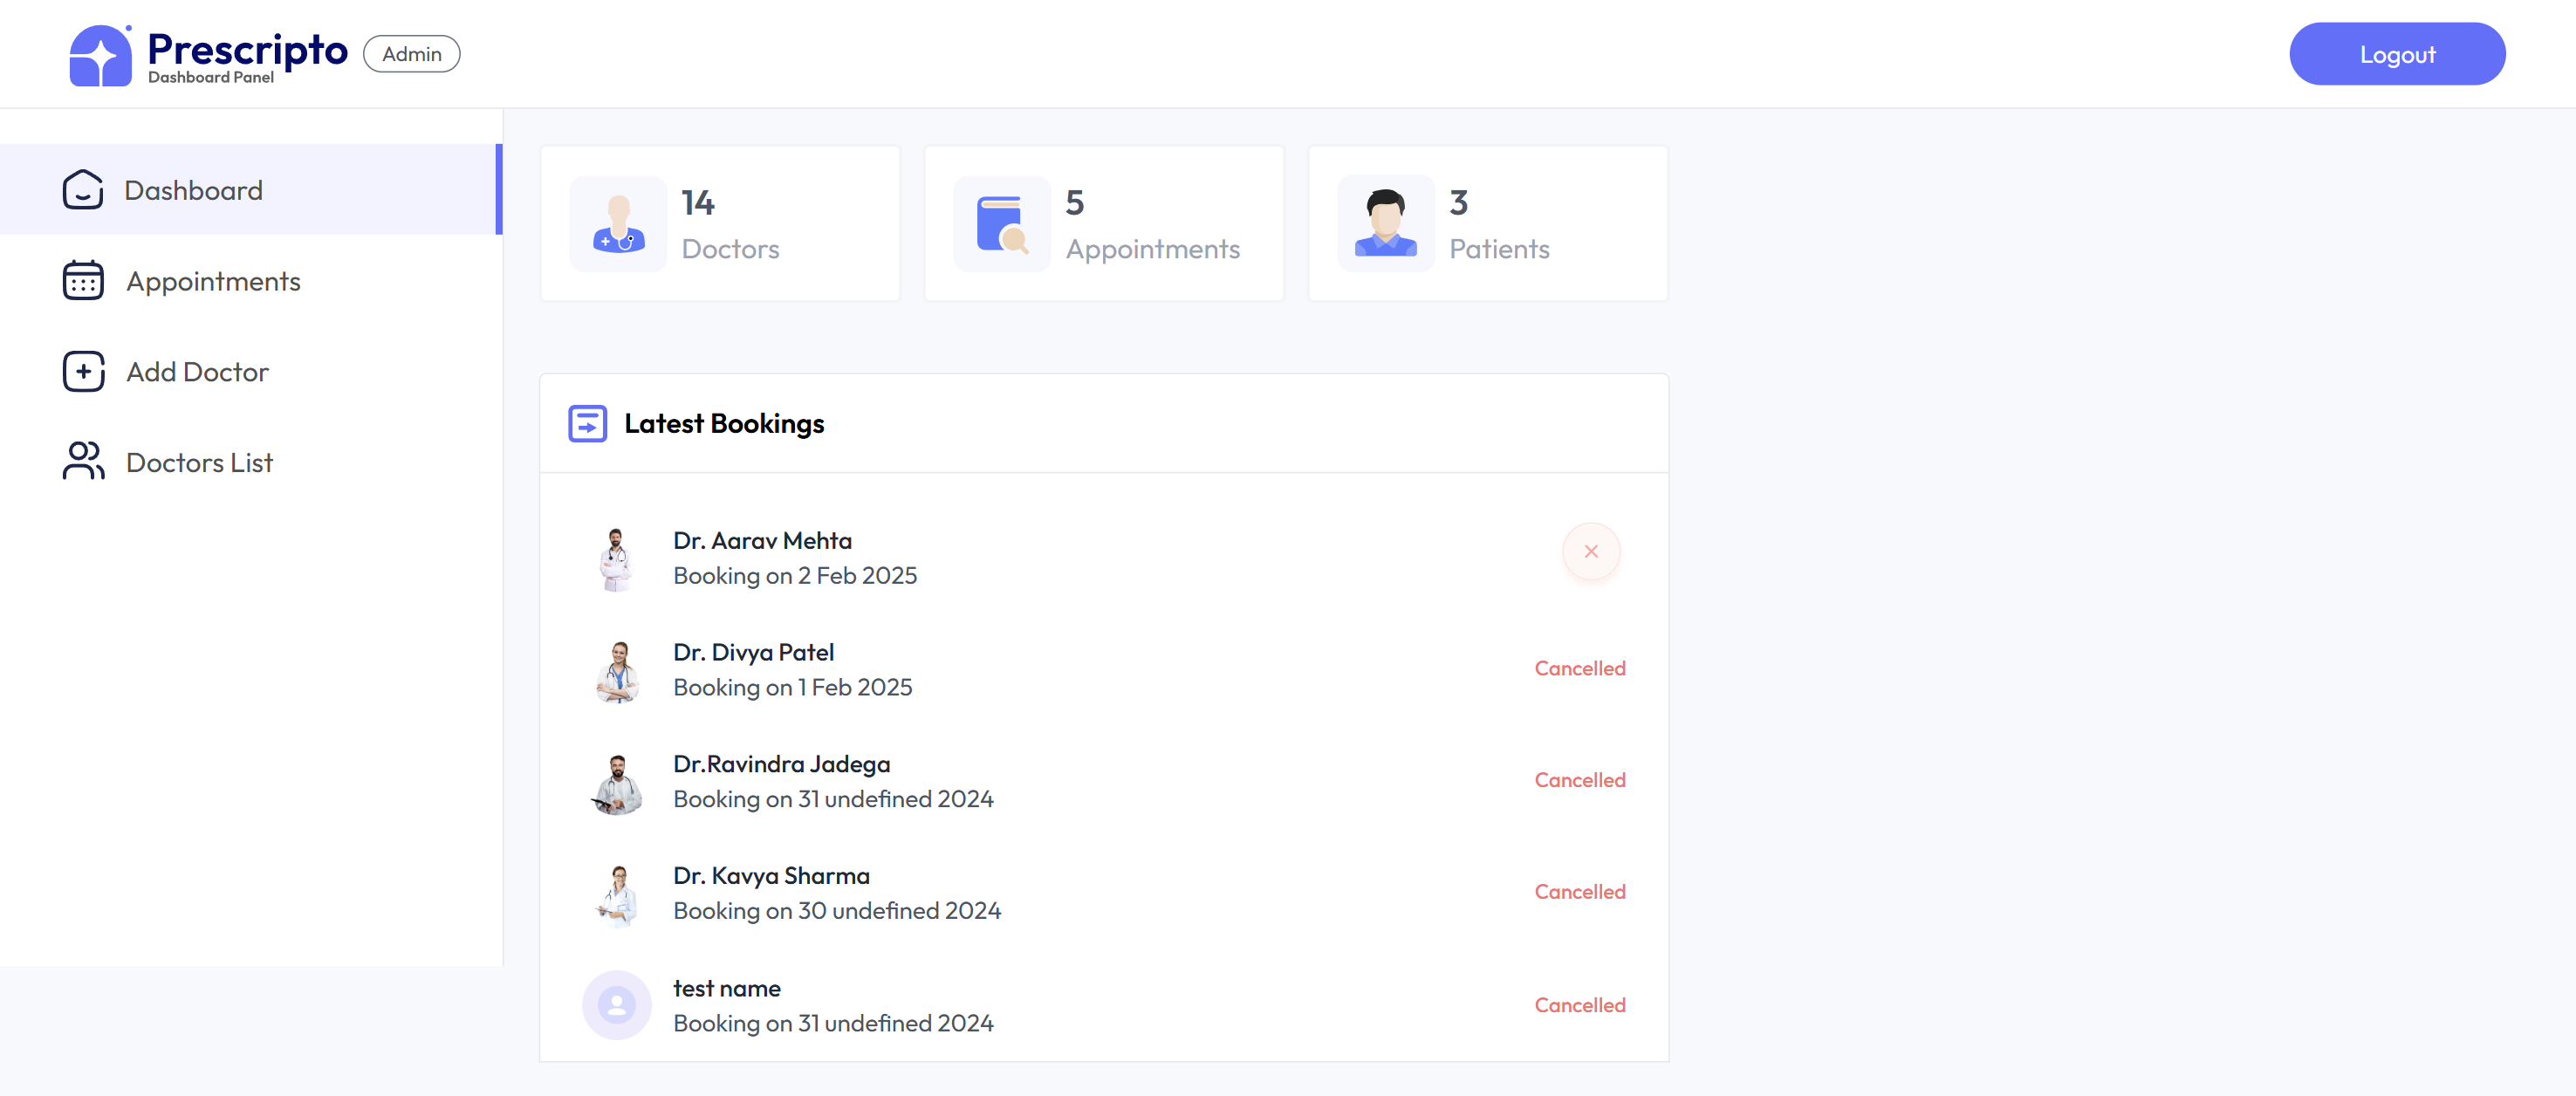 Prescripto
Dashboard Panel
Admin
Logout
Dashboard
Appointments
Add Doctor
Doctors List
14
Doctors
5
Appointments
3
Patients
Latest Bookings
Dr. Aarav Mehta
Booking on 2 Feb 2025
Dr. Divya Patel
Booking on 1 Feb 2025
Cancelled
Dr.Ravindra Jadega
Booking on 31 undefined 2024
Cancelled
Dr. Kavya Sharma
Booking on 30 undefined 2024
Cancelled
test name
Booking on 31 undefined 2024
Cancelled